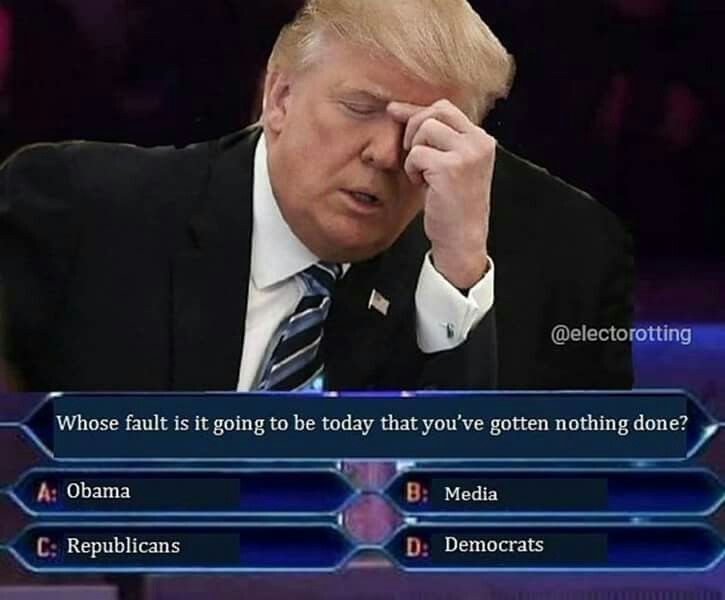 @electorotting
Whose fault is it going to be today that you've gotten nothing done?
A: Obama
B: Media
C: Republicans
D: Democrats